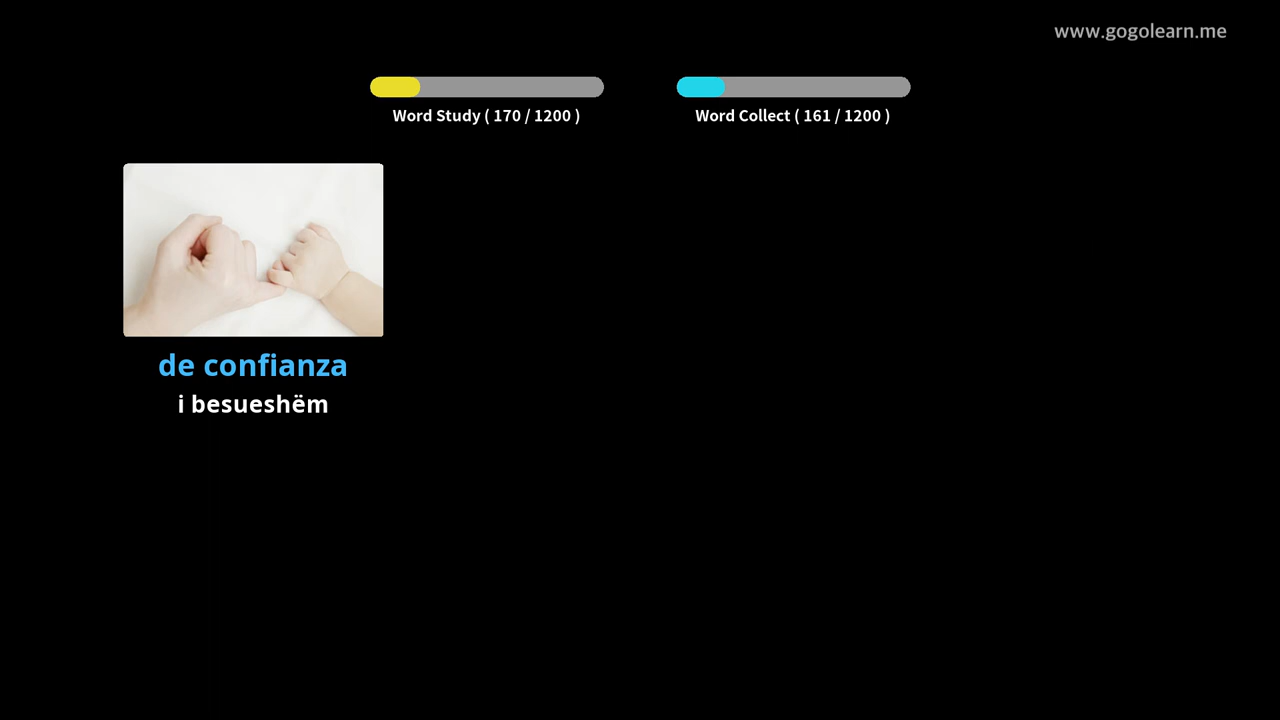 www.gogolearn.me
Word Study ( 170 / 1200 )
Word Collect ( 161 / 1200 )
de confianza
i besueshëm